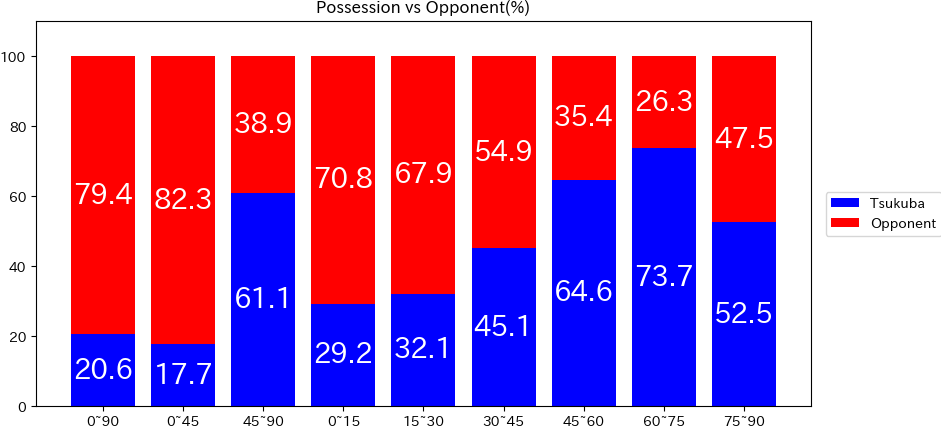 Possession vs Opponent(%)
100
80
60
40
20
0
79.4 82.3 38.9 70.8 67.9 54.9 35.4 26.3 47.5
20.6 17.7 61.1 29.2 32.1 45.1 64.6 73.7 52.5
0~90 0~45 45~90 0~15 15~30 30~45 45~60 60~75 75~90
Tsukuba
Opponent